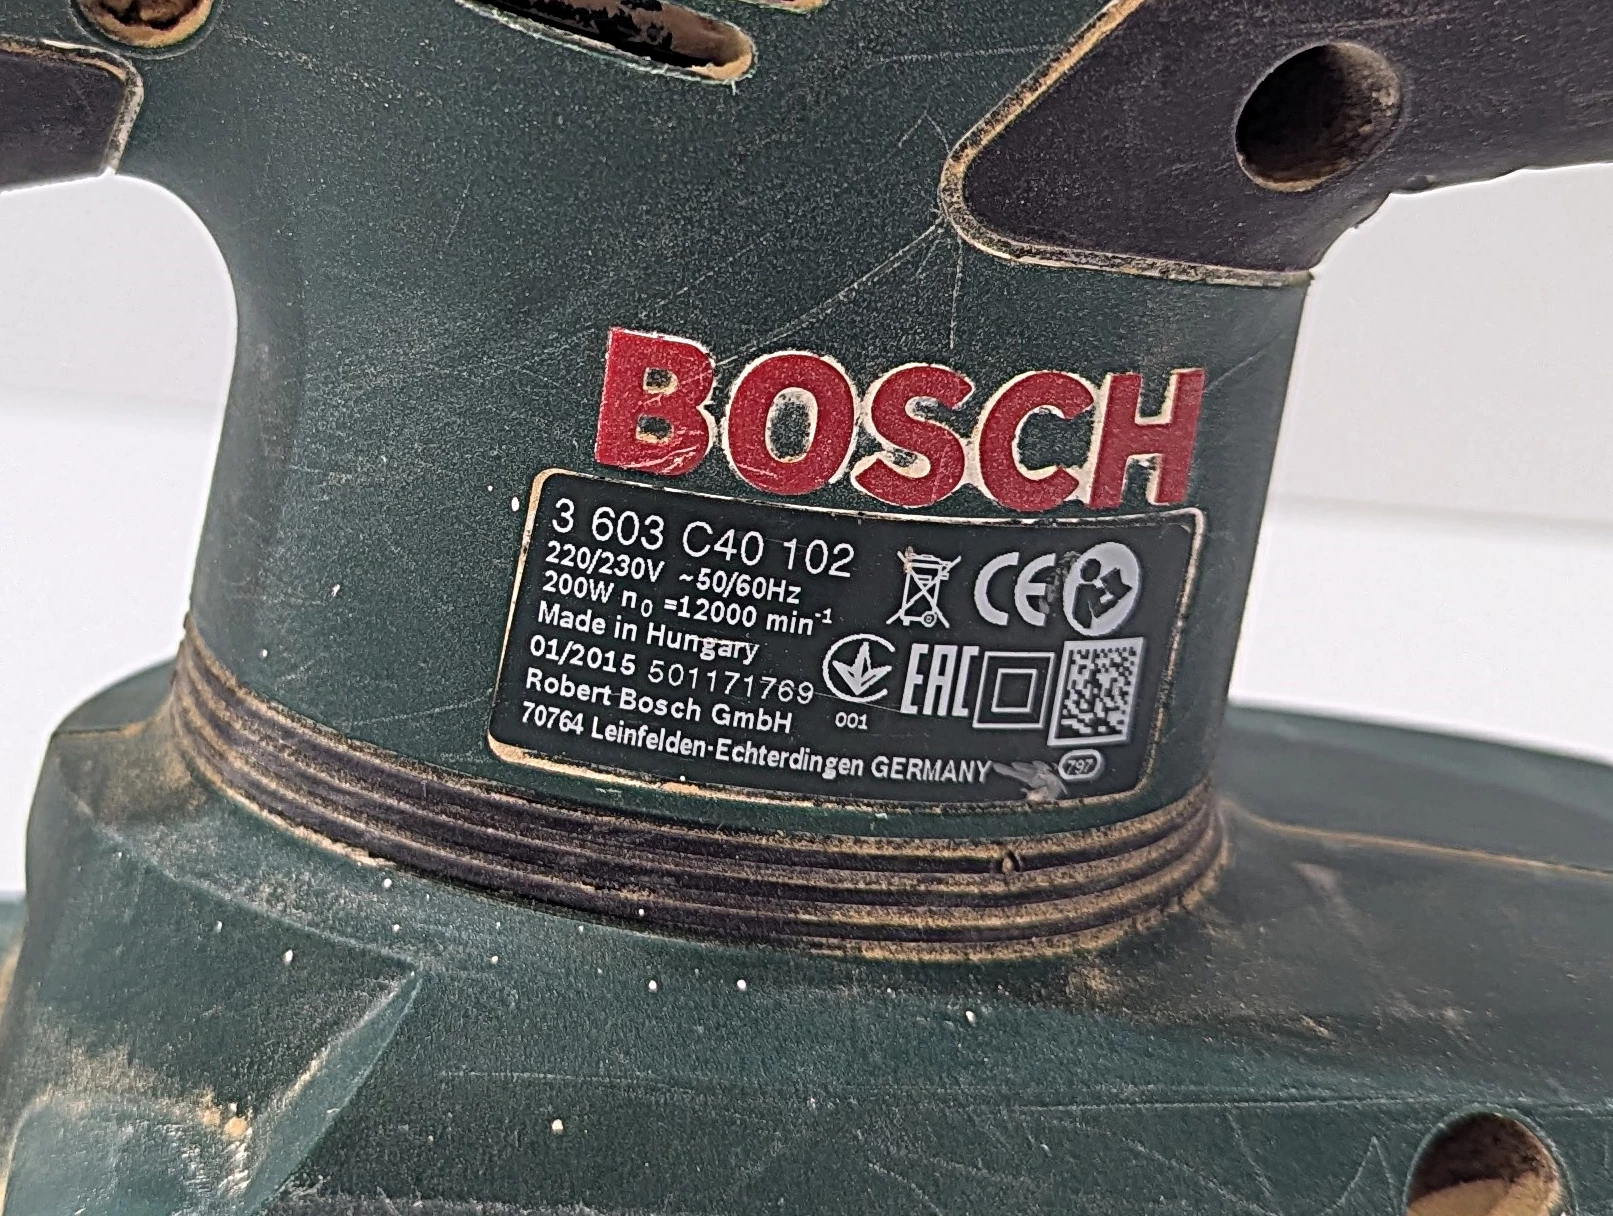 BOSCH
3 603 C40 102
220/230V ~50/60Hz
200W n0 =12000 min-1
Made in Hungary
01/2015 501171769
Robert Bosch GmbH
70764 Leinfelden-Echterdingen GERMANY
CE
001
EAC
797